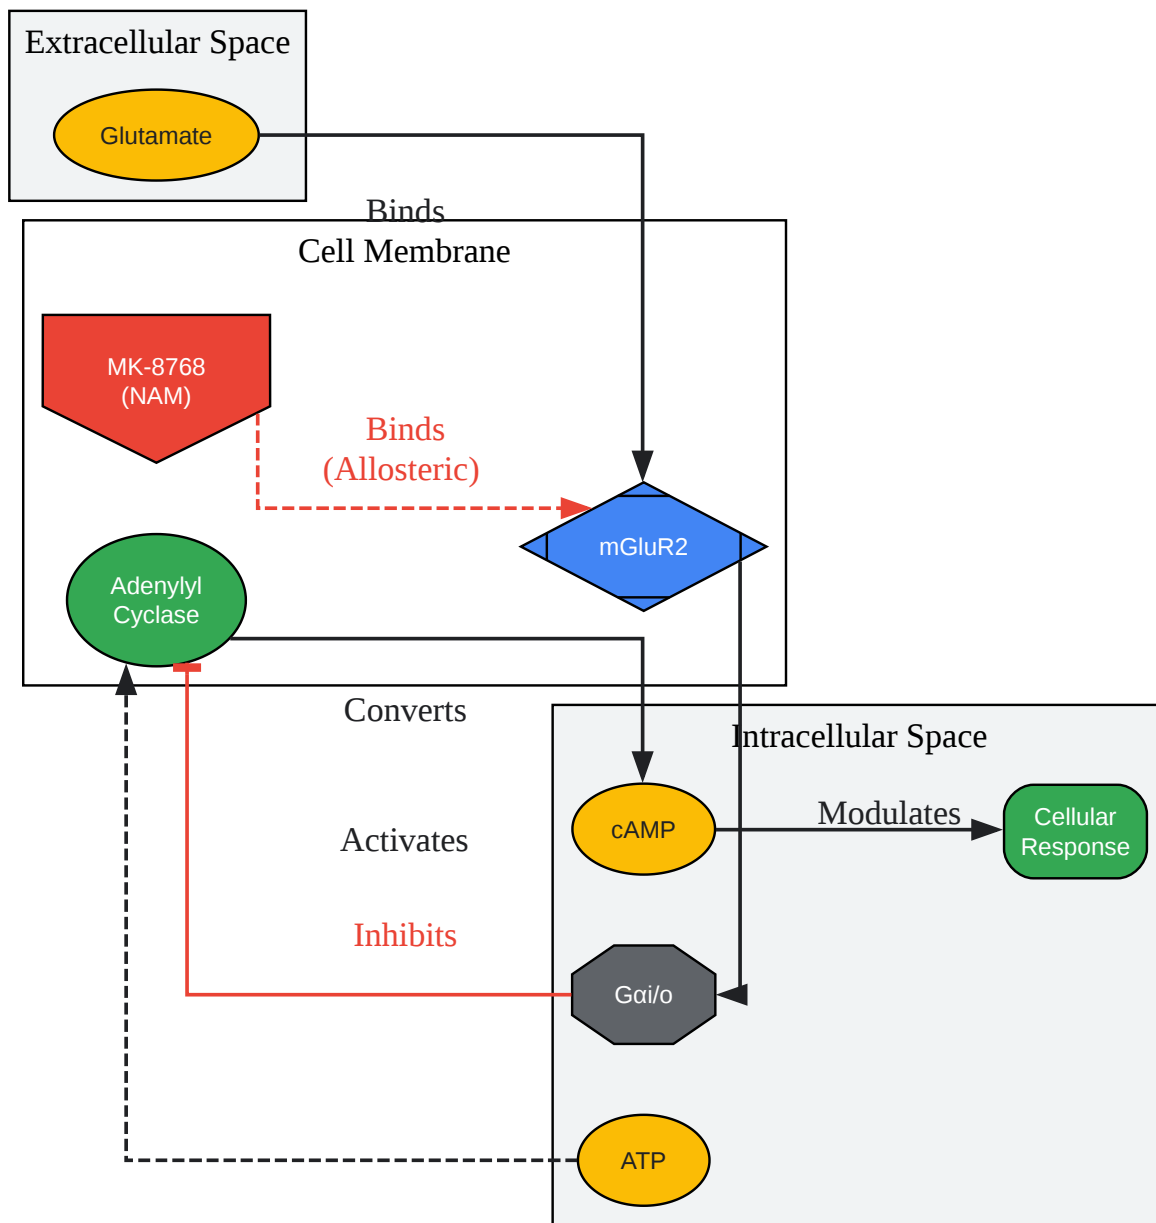 Extracellular Space
Glutamate
Binds
Cell Membrane
MK-8768
(NAM)
Binds
(Allosteric)
mGluR2
Adenylyl
Cyclase
Converts
Intracellular Space
cAMP
Modulates
Cellular
Response
Activates
Inhibits
Gαi/o
ATP